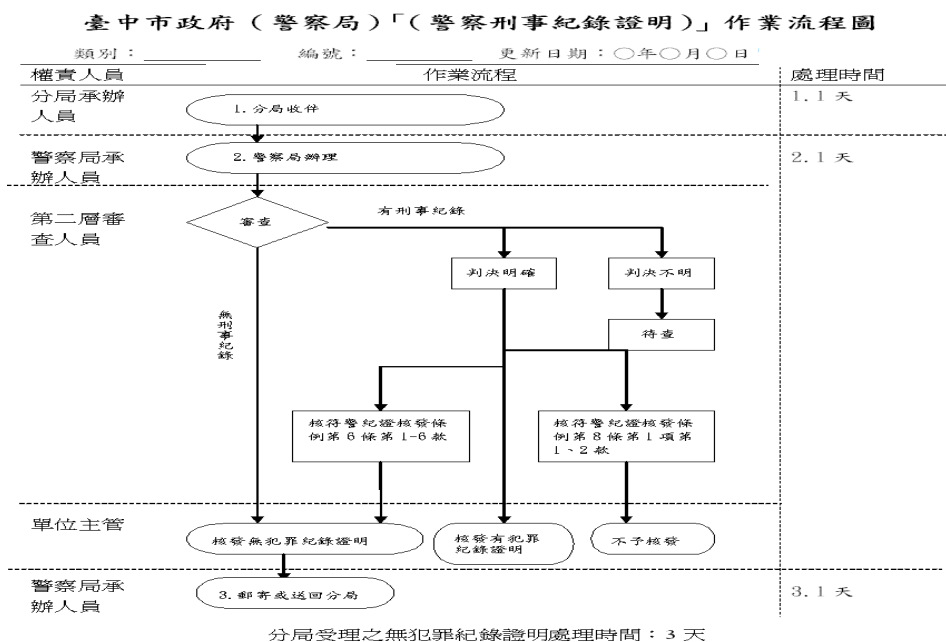 臺中市政府（警察局）「（警察刑事紀錄證明）」作業流程圖
類別： 編號： 更新日期：○年○月○日
權責人員 作業流程 處理時間
分局承辦
人員
1.分局收件
1.1 天
警察局承
辦人員
2.警察局辦理
2.1 天
第二層審
查人員
審查
有刑事紀錄
判決明確
判決不明
待查
無刑事紀錄
核符警紀證核發條
例第 6 條第 1-6 款
核符警紀證核發條
例第 8 條第 1 項第
1、2 款
單位主管
核發無犯罪紀錄證明
核發有犯罪
紀錄證明
不予核發
警察局承
辦人員
3.郵寄或送回分局
3.1 天
分局受理之無犯罪紀錄證明處理時間：3 天